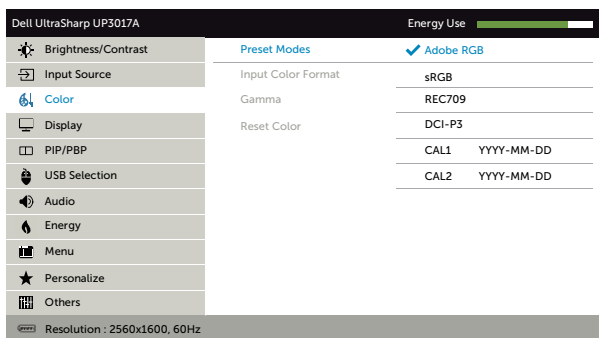 Dell UltraSharp UP3017A Energy Use
Brightness/Contrast Preset Modes Adobe RGB
Input Source Input Color Format sRGB
Color Gamma REC709
Display Reset Color DCI-P3
PIP/PBP CAL1 YYYY-MM-DD
USB Selection CAL2 YYYY-MM-DD
Audio
Energy
Menu
Personalize
Others
Resolution : 2560x1600, 60Hz